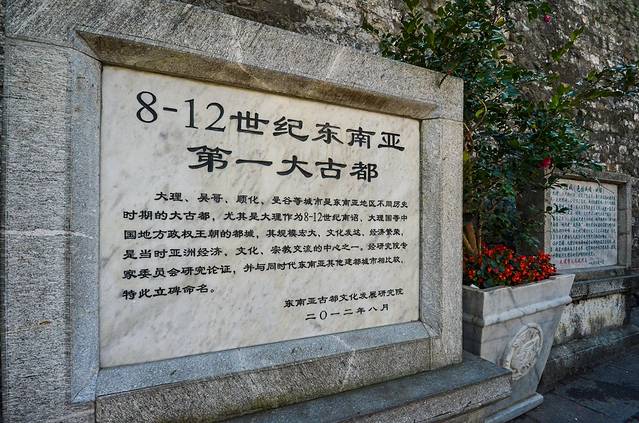 8-12世纪东南亚
第一大古都
大理、吴哥、顺化、曼谷等城市是东南亚地区不同历史
时期的大古都，尤其是大理作为8-12世纪南诏、大理国等中
国地方政权王朝的都城，其规模宏大、文化发达、经济繁荣，
是当时亚洲经济、文化、宗教交流的中心之一。经研究院专
家委员会研究论证，并与同时代东南亚其他建都城市相比较，
特此立碑命名。
东南亚古都文化发展研究院
二〇一二年八月